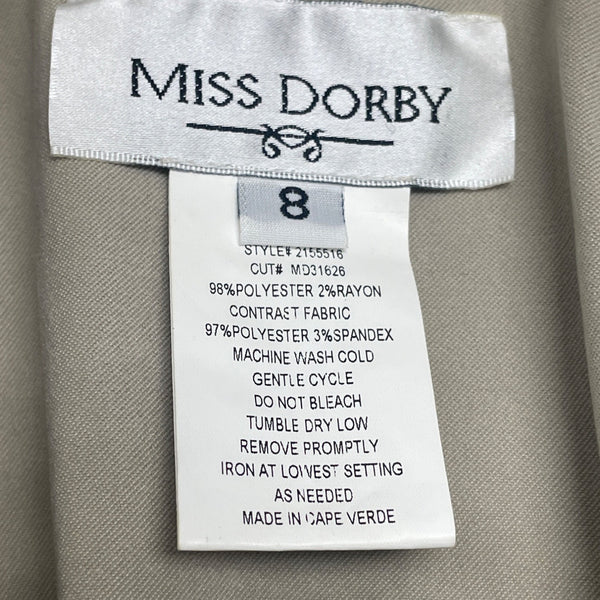 MISS DORBY
8
STYLE# 2155516
CUT# MD31626
98%POLYESTER 2%RAYON
CONTRAST FABRIC
97%POLYESTER 3%SPANDEX
MACHINE WASH COLD
GENTLE CYCLE
DO NOT BLEACH
TUMBLE DRY LOW
REMOVE PROMPTLY
IRON AT LOWEST SETTING
AS NEEDED
MADE IN CAPE VERDE